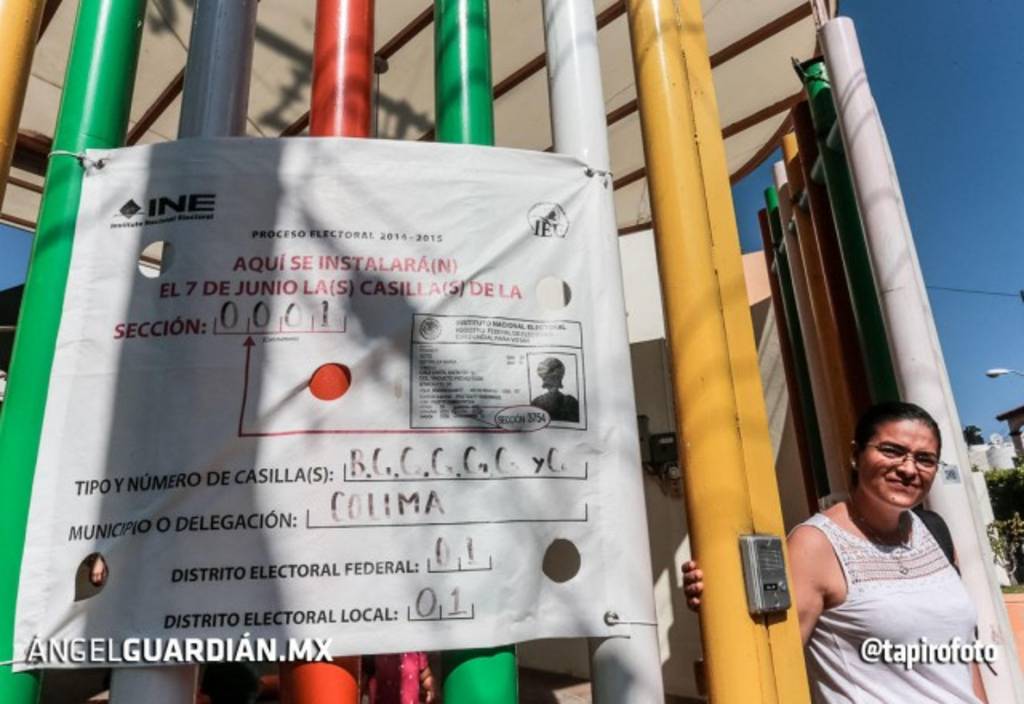 INE
Instituto Nacional Electoral
IEE
PROCESO ELECTORAL 2014-2015
AQUÍ SE INSTALARÁ(N)
EL 7 DE JUNIO LA(S) CASILLA(S) DE LA
SECCIÓN: 0001
INSTITUTO NACIONAL ELECTORAL
SECCIÓN 3754
TIPO Y NÚMERO DE CASILLA(S): B.C,C,C,C,C. y C.
MUNICIPIO O DELEGACIÓN: COLIMA
DISTRITO ELECTORAL FEDERAL: 01
DISTRITO ELECTORAL LOCAL: 01
ÁNGELGUARDIÁN.MX
@tapirofoto